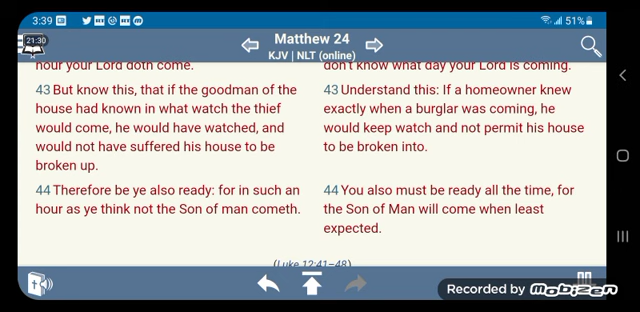 3:39
51%
21:30
Matthew 24
KJV | NLT (online)
hour your Lord doth come.
43 But know this, that if the goodman of the
house had known in what watch the thief
would come, he would have watched, and
would not have suffered his house to be
broken up.
44 Therefore be ye also ready: for in such an
hour as ye think not the Son of man cometh.
don't know what day your Lord is coming.
43 Understand this: If a homeowner knew
exactly when a burglar was coming, he
would keep watch and not permit his house
to be broken into.
44 You also must be ready all the time, for
the Son of Man will come when least
expected.
(Luke 12:41–48)
Recorded by Mobizen